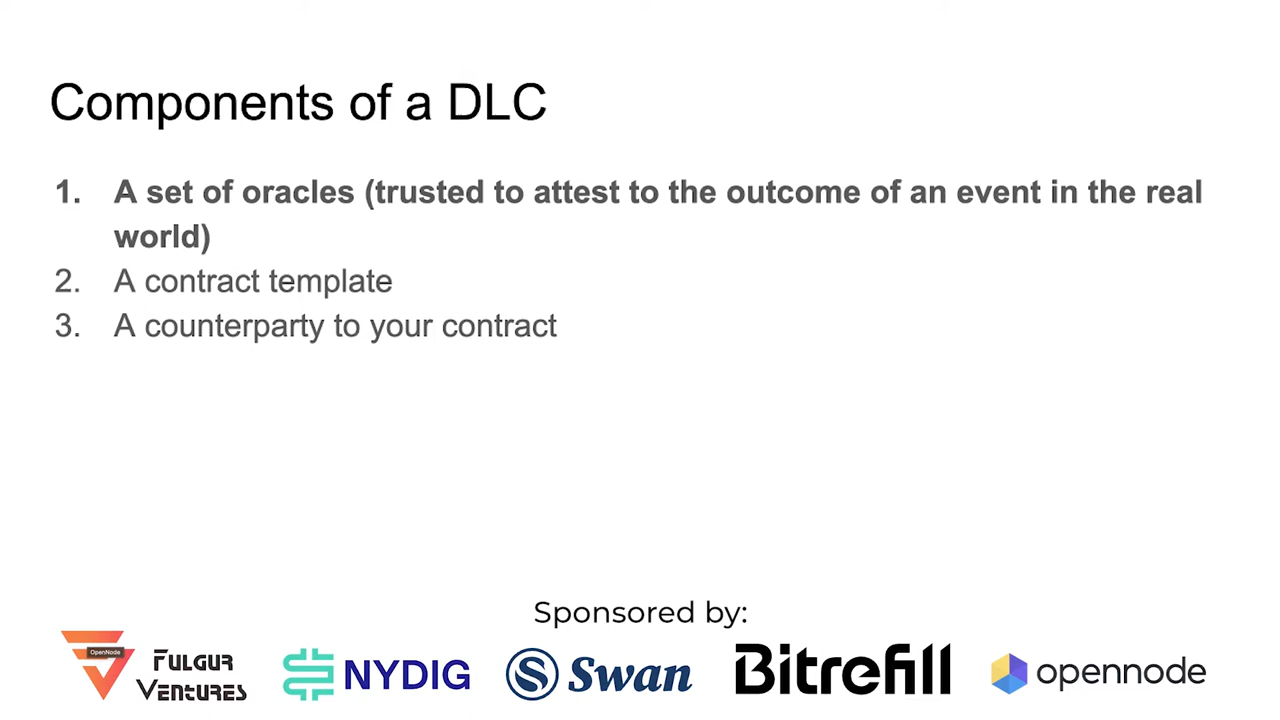 Components of a DLC
1. A set of oracles (trusted to attest to the outcome of an event in the real
world)
2. A contract template
3. A counterparty to your contract
Sponsored by:
OpenNode
FULGUR
VENTURES
NYDIG
Swan
Bitrefill
opennode